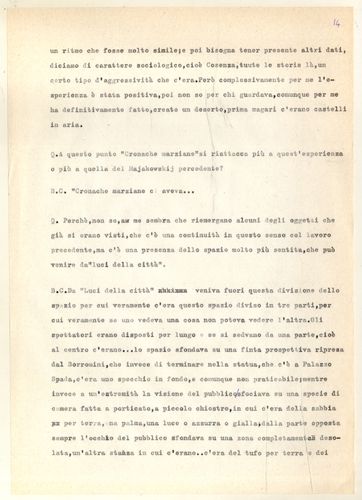 14
un ritmo che fosse molto simile;e poi bisogna tener presente altri dati,
diciamo di carattere sociologico,cioè Cosenza,tutte le storie lì,un
certo tipo d'aggressività che c'era.Però complessivamente per me l'e-
sperienza è stata positiva,poi non so per chi guardava,comunque per me
ha definitivamente fatto,creato un deserto,prima magari c'erano castelli
in aria.
Q.A questo punto "Cronache marziane"si riattacca più a quest'esperienza
o più a quella del Majakovskij percedente?
B.C. "Cronache marziane ci aveva...
Q. Perchè,non so,a me sembra che riemergano alcuni degli oggetti che
già si erano visti,che c'è una continuità in questo senso col lavoro
precedente,ma c'è una presenza dello spazio molto più sentita,che può
venire da"luci della città".
B.C.Da "Luci della città" veniva fuori questa divisione dello
spazio per cui veramente c'era questo spazio diviso in tre parti,per
cui veramente se uno vedeva una cosa non poteva vedere l'altra.Gli
spettatori erano disposti per lungo e se si sedevano da una parte,cioè
al centro c'erano...lo spazio sfondava su una finta prospettiva ripresa
dal Borromini,che invece di terminare nella statua,che c'è a Palazzo
Spada,c'era uno specchio in fondo,e comunque non praticabile;mentre
invece a un'estremità la visione del pubblico sfociava su una specie di
camera fatta a porticato,a piccolo chiostro,in cui c'era della sabbia
per terra,una palma,una luce o azzurra o gialla;dalla parte opposta
sempre l'occhio del pubblico sfondava su una zona completamente deso-
lata,un'altra stanza in cui c'erano..c'era del tufo per terra e dei